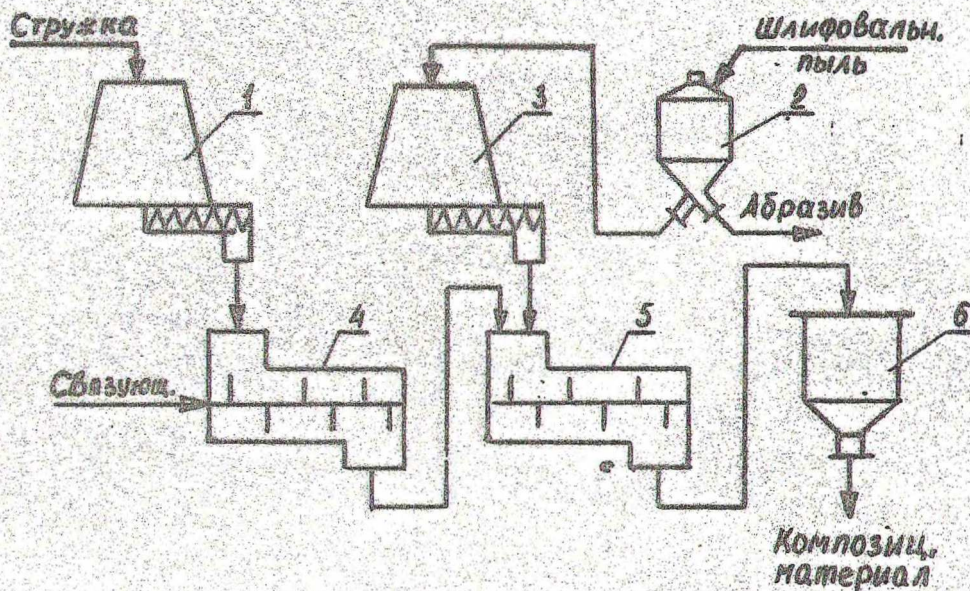 Стружка
Шлифовальн.
пыль
1
3
2
Абразив
4
5
6
Связующ.
Композиц.
материал